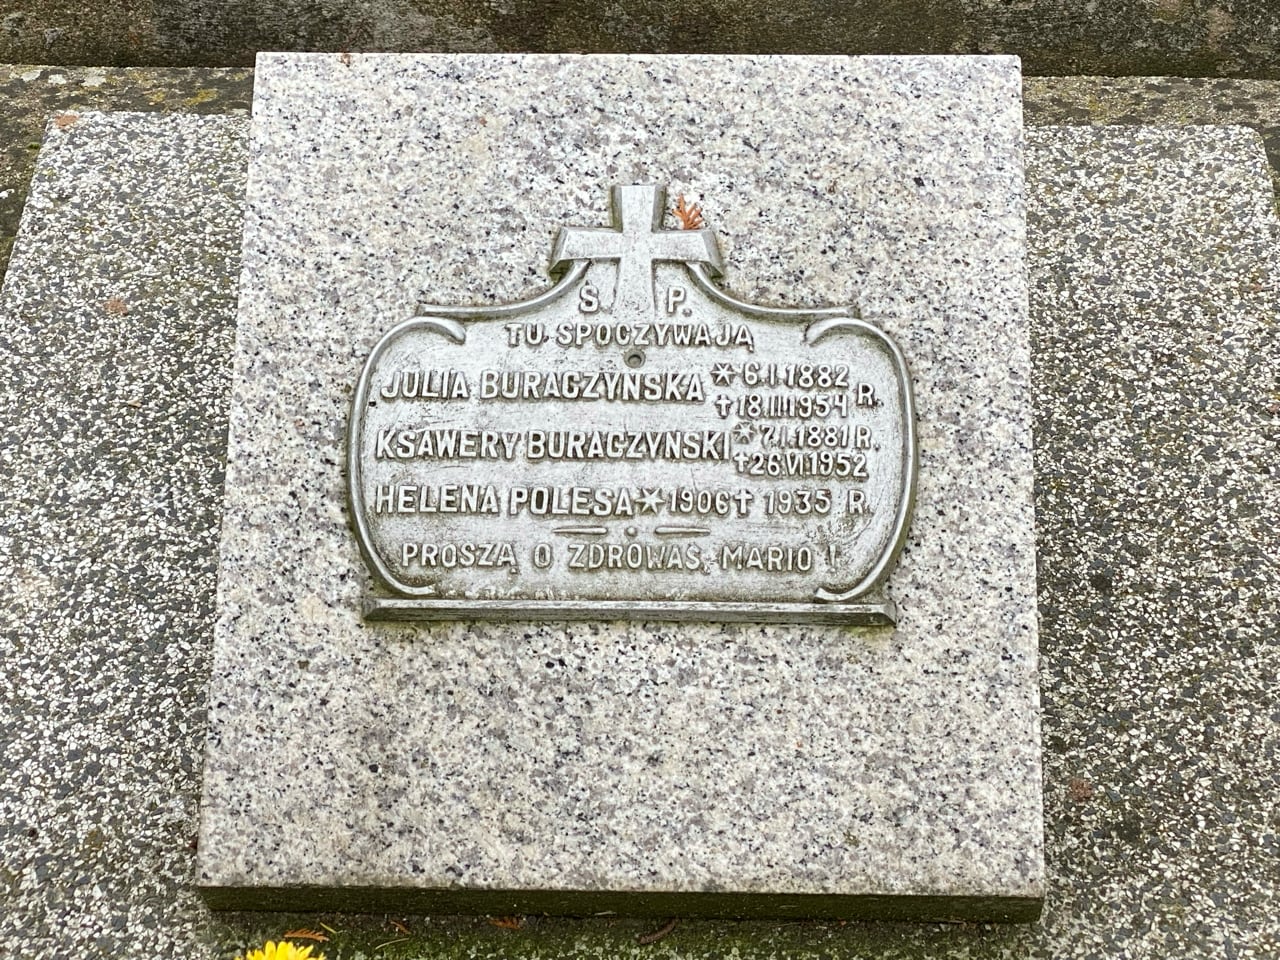 S. P.
TU SPOCZYWAJĄ
JULIA BURACZYŃSKA * 6.I.1882 R.
✝ 18.II.1954
KSAWERY BURACZYŃSKI * 7.I.1881 R.
✝ 26.VI.1952
HELENA POLESA * 1906 ✝ 1935 R.
PROSZĄ O ZDROWAŚ MARIO!